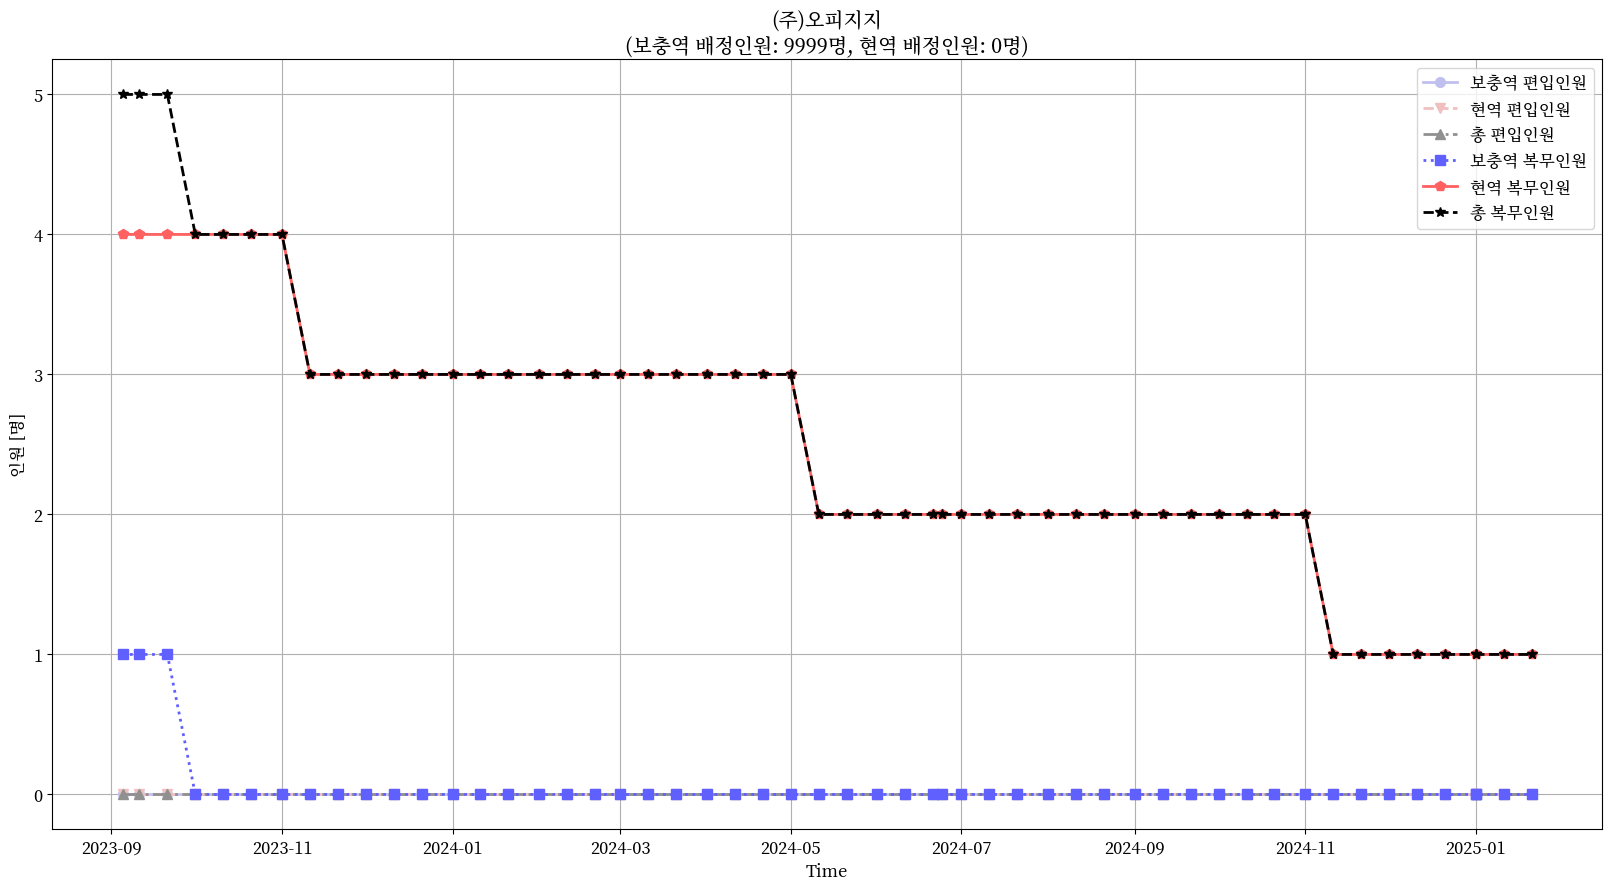 (주)오피지지
(보충역 배정인원: 9999명, 현역 배정인원: 0명)
보충역 편입인원
현역 편입인원
총 편입인원
보충역 복무인원
현역 복무인원
총 복무인원
인원 [명]
5
4
3
2
1
0
2023-09
2023-11
2024-01
2024-03
2024-05
2024-07
2024-09
2024-11
2025-01
Time